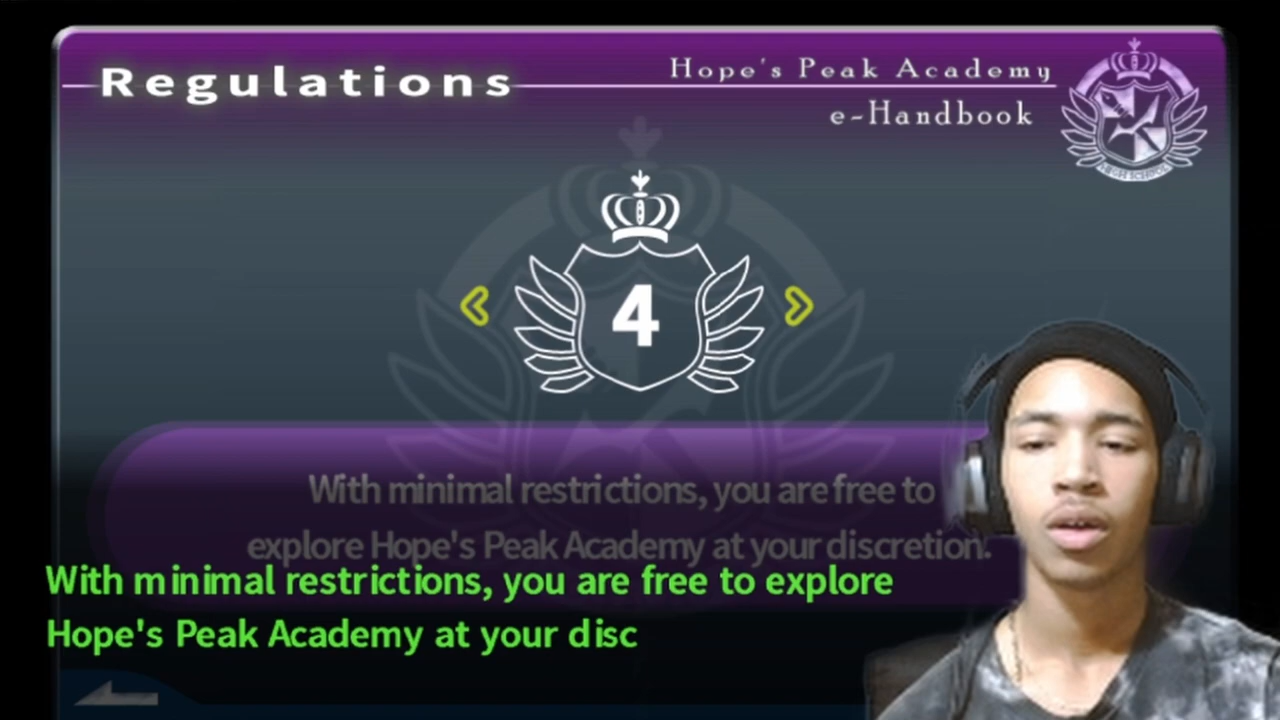 Regulations
Hope's Peak Academy
e-Handbook
4
With minimal restrictions, you are free to
explore Hope's Peak Academy at your discretion.
With minimal restrictions, you are free to explore
Hope's Peak Academy at your disc